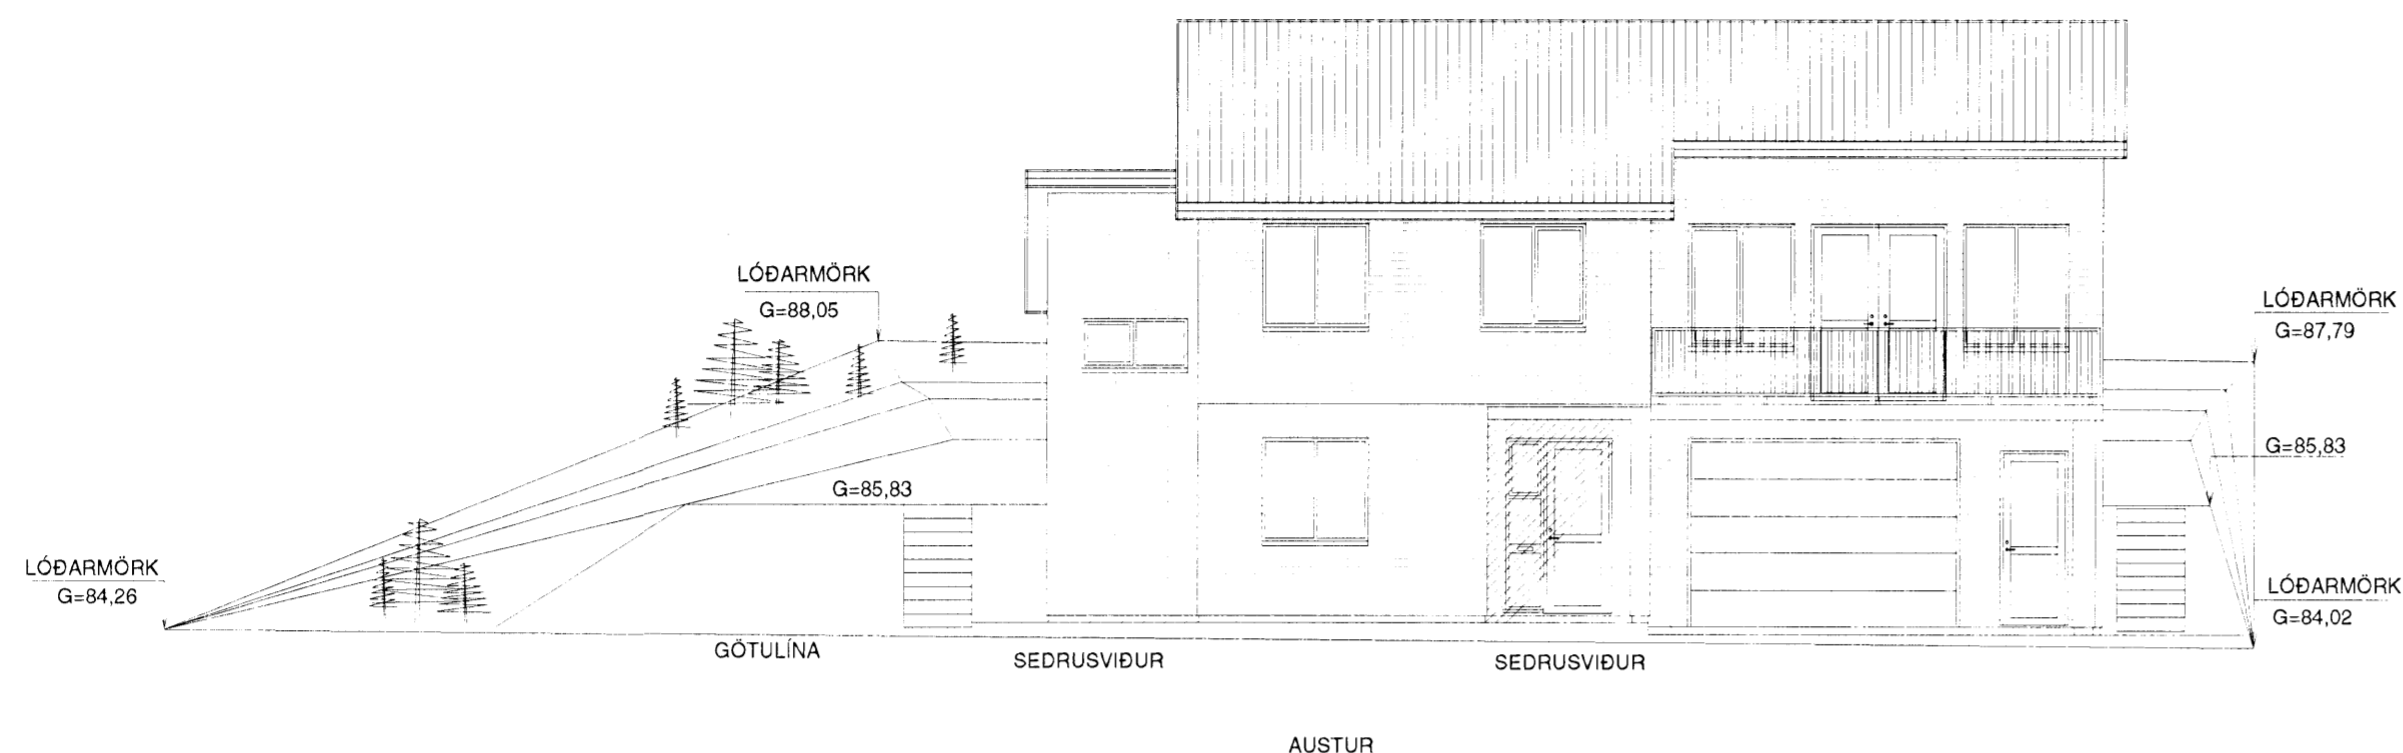 LÓÐARMÖRK
G=88,05
LÓÐARMÖRK
G=87,79
G=85,83
G=85,83
LÓÐARMÖRK
G=84,26
LÓÐARMÖRK
G=84,02
GÖTULÍNA
SEDRUSVIÐUR
SEDRUSVIÐUR
AUSTUR